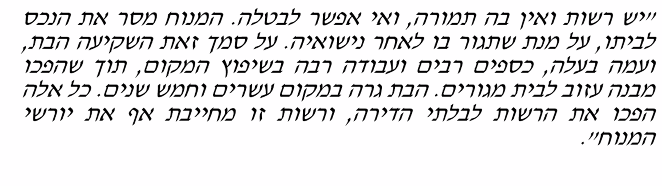 "יש רשות ואין בה תמורה, ואי אפשר לבטלה. המנוח מסר את הנכס
לביתו, על מנת שתגור בו לאחר נישואיה. על סמך זאת השקיעה הבת,
ועמה בעלה, כספים רבים ועבודה רבה בשיפוץ המקום, תוך שהפכו
מבנה עזוב לבית מגורים. הבת גרה במקום עשרים וחמש שנים. כל אלה
הפכו את הרשות לבלתי הדירה, ורשות זו מחייבת אף את יורשי
המנוח".